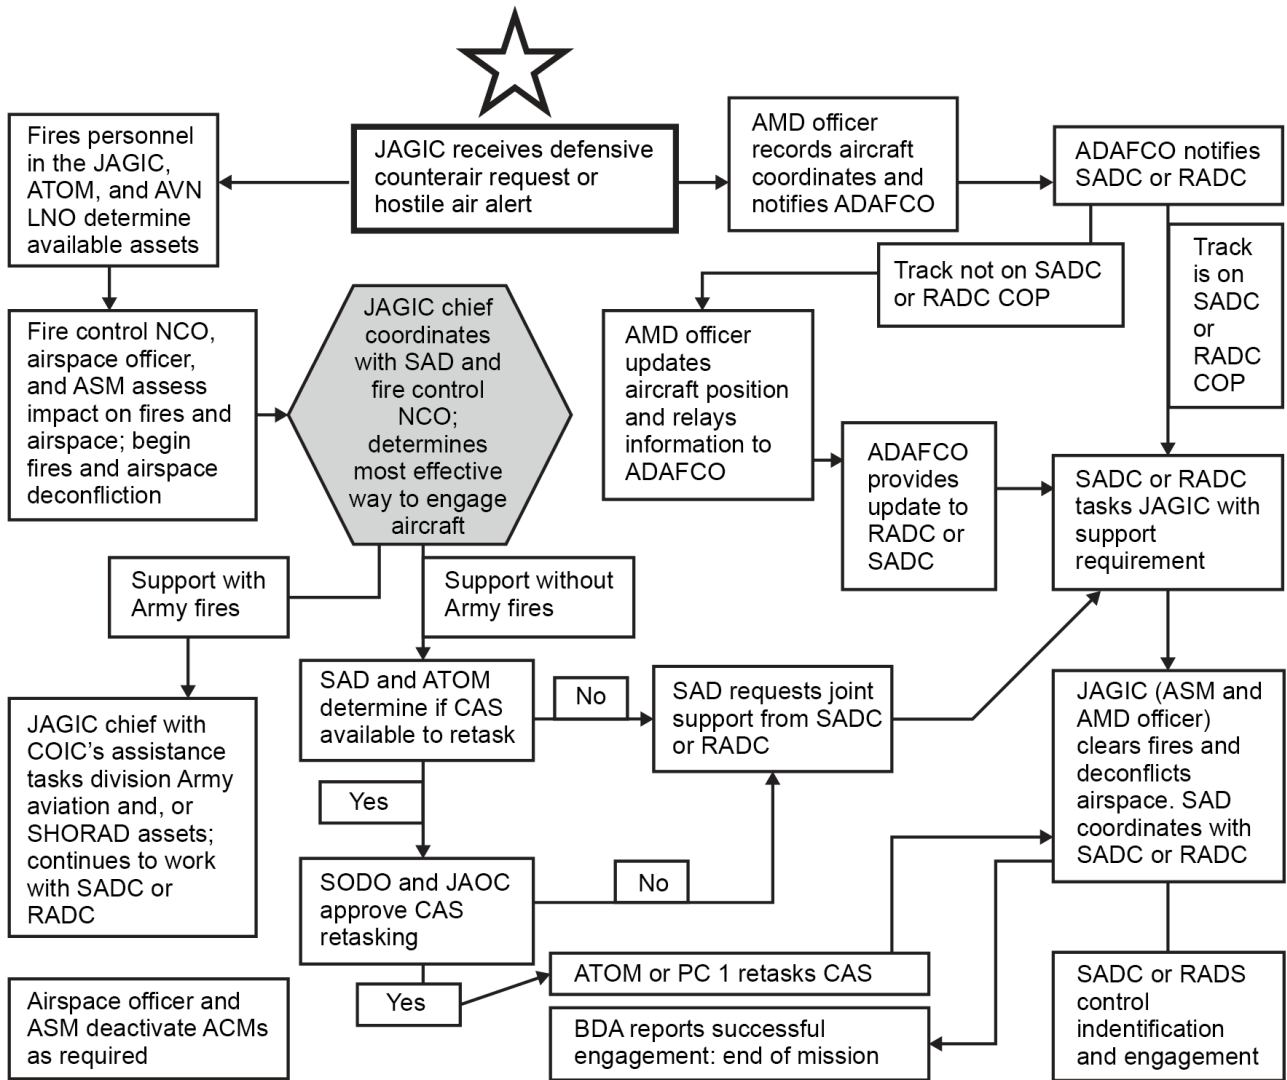 JAGIC receives defensive
counterair request or
hostile air alert
Fires personnel
in the JAGIC,
ATOM, and AVN
LNO determine
available assets
AMD officer
records aircraft
coordinates and
notifies ADAFCO
ADAFCO notifies
SADC or RADC
Track not on SADC
or RADC COP
Track
is on
SADC
or
RADC
COP
Fire control NCO,
airspace officer,
and ASM assess
impact on fires and
airspace; begin
fires and airspace
deconfliction
JAGIC chief
coordinates
with SAD and
fire control
NCO;
determines
most effective
way to engage
aircraft
AMD officer
updates
aircraft position
and relays
information to
ADAFCO
ADAFCO
provides
update to
RADC or
SADC
SADC or RADC
tasks JAGIC with
support
requirement
Support with
Army fires
Support without
Army fires
SAD and ATOM
determine if CAS
available to retask
No
SAD requests joint
support from SADC
or RADC
JAGIC (ASM and
AMD officer)
clears fires and
deconflicts
airspace. SAD
coordinates with
SADC or RADC
JAGIC chief with
COIC’s assistance
tasks division Army
aviation and, or
SHORAD assets;
continues to work
with SADC or
RADC
Yes
SODO and JAOC
approve CAS
retasking
No
Yes
ATOM or PC 1 retasks CAS
BDA reports successful
engagement: end of mission
SADC or RADS
control
indentification
and engagement
Airspace officer and
ASM deactivate ACMs
as required